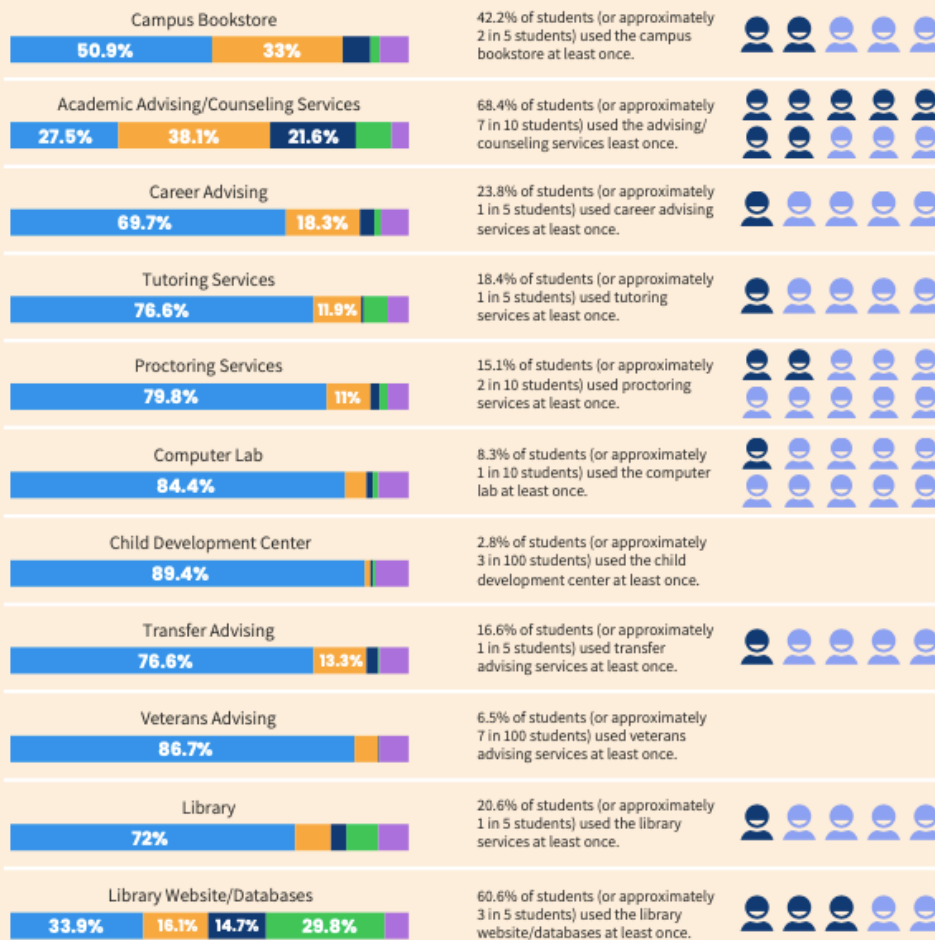 Campus Bookstore
50.9% 33%
42.2% of students (or approximately
2 in 5 students) used the campus
bookstore at least once.
Academic Advising/Counseling Services
27.5% 38.1% 21.6%
68.4% of students (or approximately
7 in 10 students) used the advising/
counseling services least once.
Career Advising
69.7% 18.3%
23.8% of students (or approximately
1 in 5 students) used career advising
services at least once.
Tutoring Services
76.6% 11.9%
18.4% of students (or approximately
1 in 5 students) used tutoring
services at least once.
Proctoring Services
79.8% 11%
15.1% of students (or approximately
2 in 10 students) used proctoring
services at least once.
Computer Lab
84.4%
8.3% of students (or approximately
1 in 10 students) used the computer
lab at least once.
Child Development Center
89.4%
2.8% of students (or approximately
3 in 100 students) used the child
development center at least once.
Transfer Advising
76.6% 13.3%
16.6% of students (or approximately
1 in 5 students) used transfer
advising services at least once.
Veterans Advising
86.7%
6.5% of students (or approximately
7 in 100 students) used veterans
advising services at least once.
Library
72%
20.6% of students (or approximately
1 in 5 students) used the library
services at least once.
Library Website/Databases
33.9% 16.1% 14.7% 29.8%
60.6% of students (or approximately
3 in 5 students) used the library
website/databases at least once.